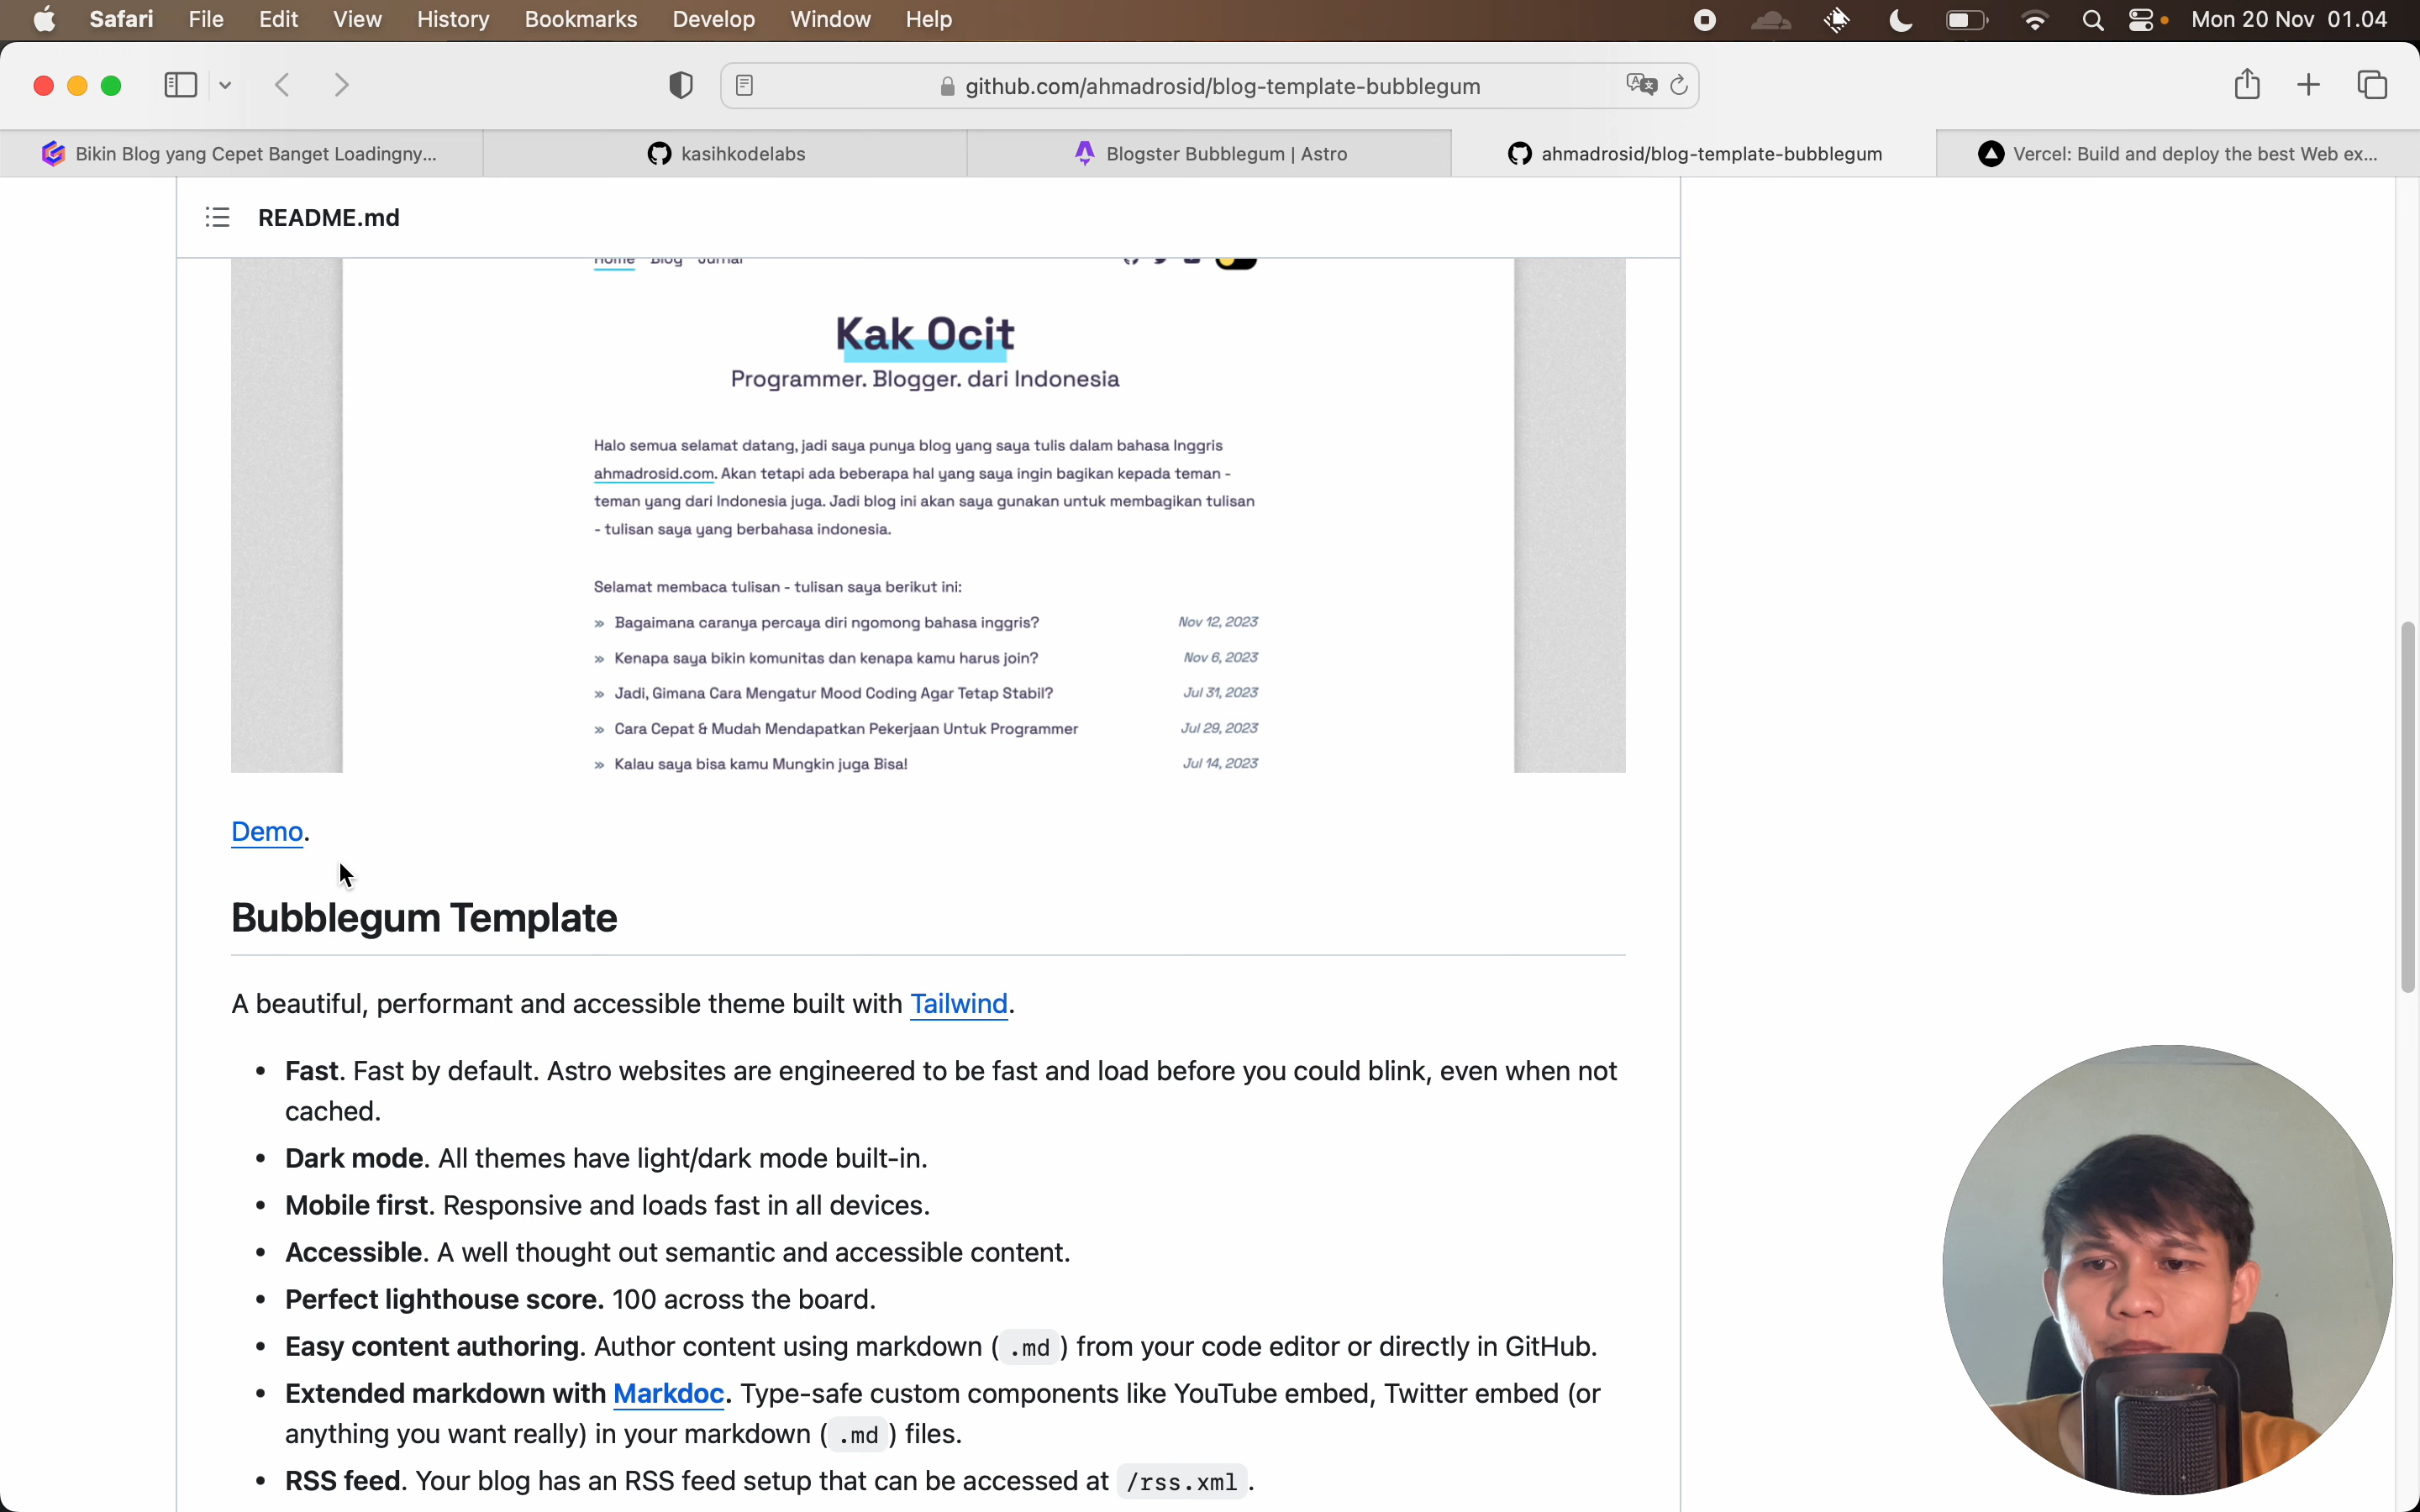 Safari File Edit View History Bookmarks Develop Window Help Mon 20 Nov 01.04
github.com/ahmadrosid/blog-template-bubblegum
Bikin Blog yang Cepet Banget Loadingny... kasihkodelabs Blogster Bubblegum | Astro ahmadrosid/blog-template-bubblegum Vercel: Build and deploy the best Web ex...
README.md
Home Blog Jurnal
Kak Ocit
Programmer. Blogger. dari Indonesia
Halo semua selamat datang, jadi saya punya blog yang saya tulis dalam bahasa Inggris
ahmadrosid.com. Akan tetapi ada beberapa hal yang saya ingin bagikan kepada teman -
teman yang dari Indonesia juga. Jadi blog ini akan saya gunakan untuk membagikan tulisan
- tulisan saya yang berbahasa indonesia.
Selamat membaca tulisan - tulisan saya berikut ini:
» Bagaimana caranya percaya diri ngomong bahasa inggris? Nov 12, 2023
» Kenapa saya bikin komunitas dan kenapa kamu harus join? Nov 6, 2023
» Jadi, Gimana Cara Mengatur Mood Coding Agar Tetap Stabil? Jul 31, 2023
» Cara Cepat & Mudah Mendapatkan Pekerjaan Untuk Programmer Jul 29, 2023
» Kalau saya bisa kamu Mungkin juga Bisa! Jul 14, 2023
Demo.
Bubblegum Template
A beautiful, performant and accessible theme built with Tailwind.
• Fast. Fast by default. Astro websites are engineered to be fast and load before you could blink, even when not
cached.
• Dark mode. All themes have light/dark mode built-in.
• Mobile first. Responsive and loads fast in all devices.
• Accessible. A well thought out semantic and accessible content.
• Perfect lighthouse score. 100 across the board.
• Easy content authoring. Author content using markdown ( .md ) from your code editor or directly in GitHub.
• Extended markdown with Markdoc. Type-safe custom components like YouTube embed, Twitter embed (or
anything you want really) in your markdown ( .md ) files.
• RSS feed. Your blog has an RSS feed setup that can be accessed at /rss.xml .